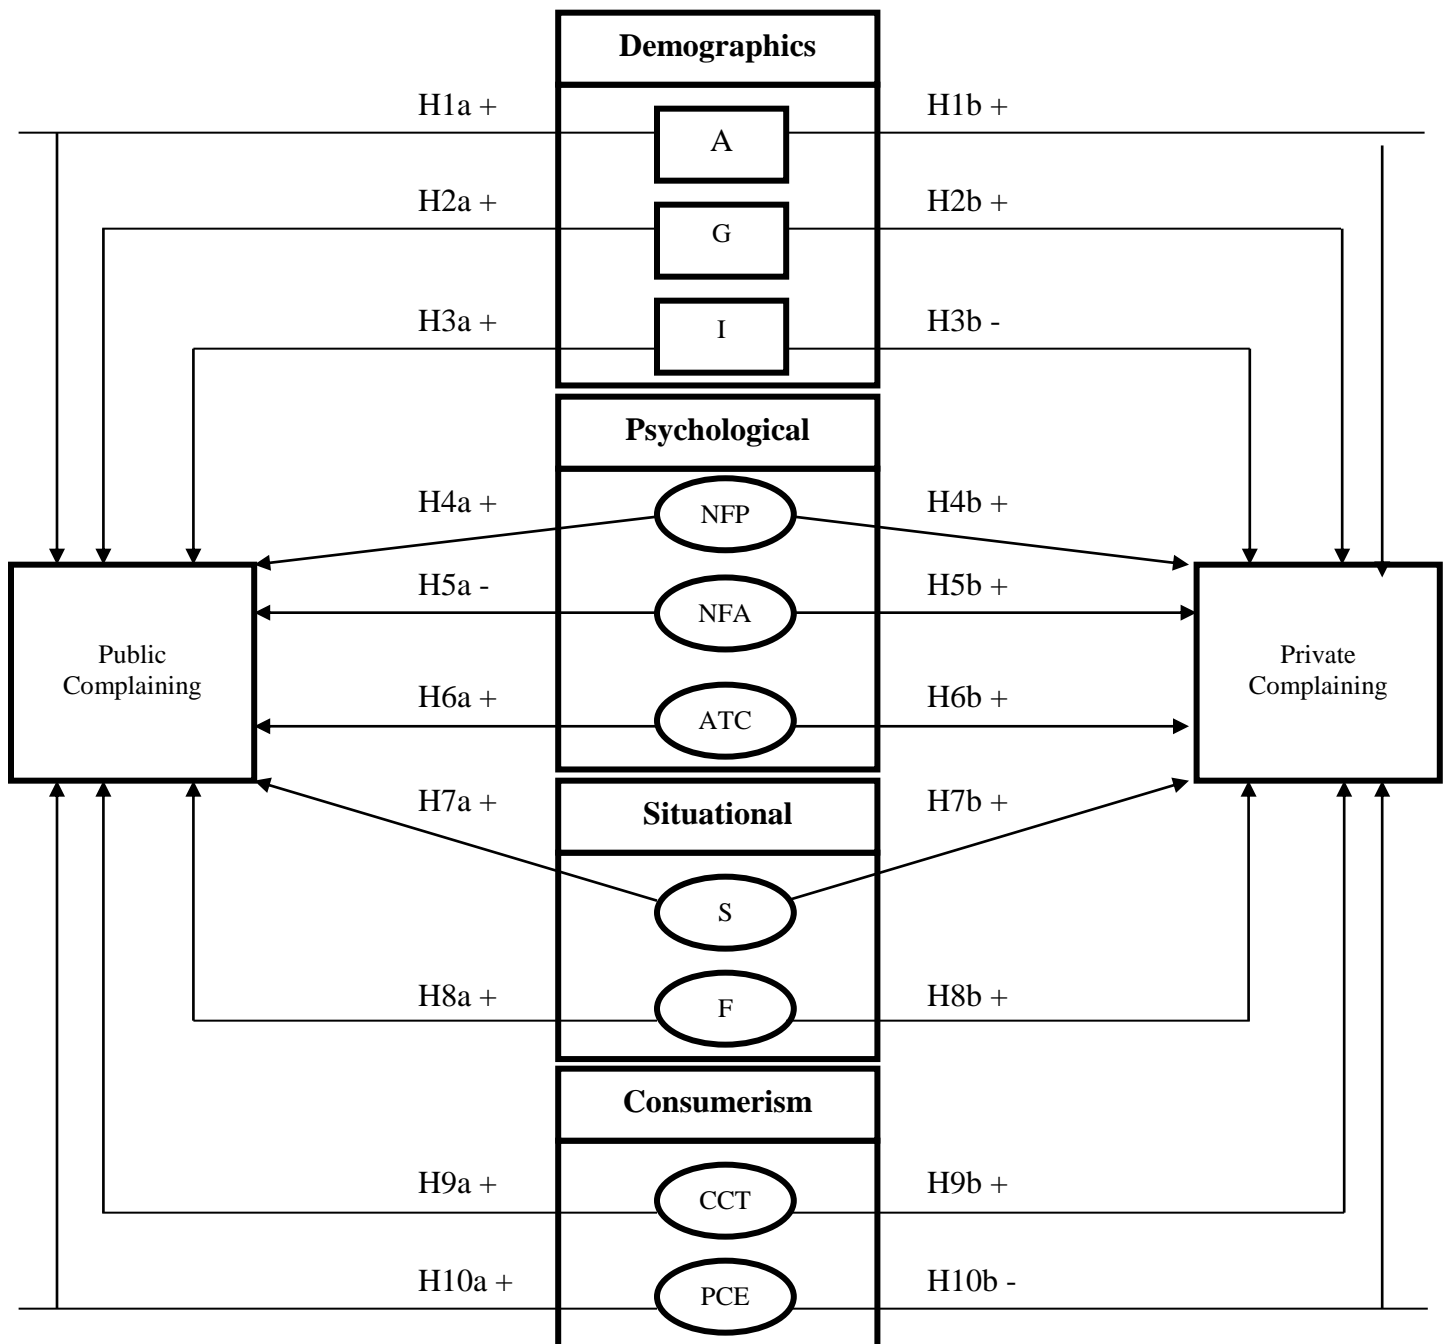 Demographics
H1a +
A
H1b +
H2a +
G
H2b +
H3a +
I
H3b -
Psychological
H4a +
NFP
H4b +
H5a -
NFA
H5b +
Public
Complaining
Private
Complaining
H6a +
ATC
H6b +
H7a +
Situational
H7b +
S
H8a +
F
H8b +
Consumerism
H9a +
CCT
H9b +
H10a +
PCE
H10b -